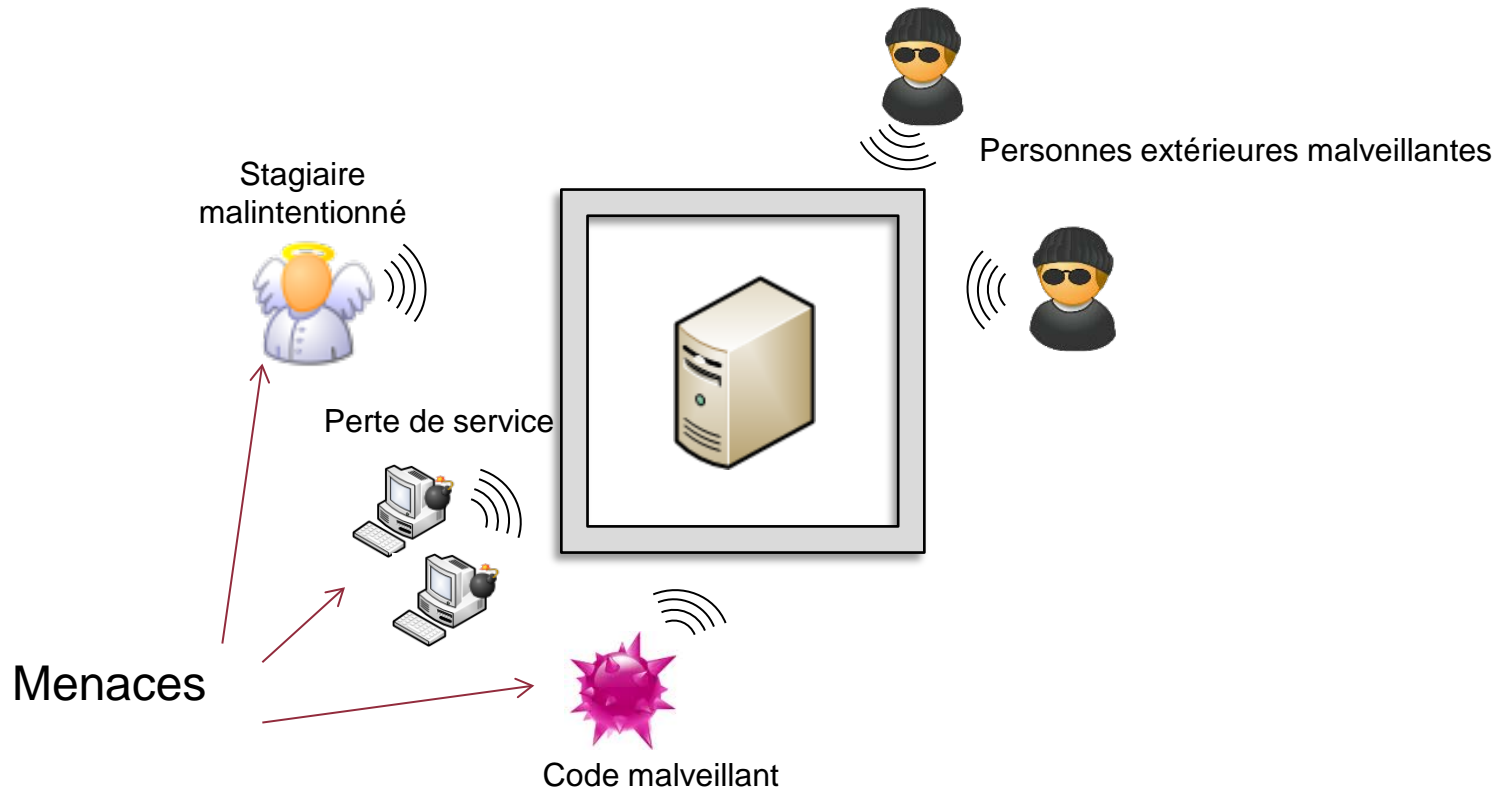 Personnes extérieures malveillantes
Stagiaire
malintentionné
Perte de service
Menaces
Code malveillant